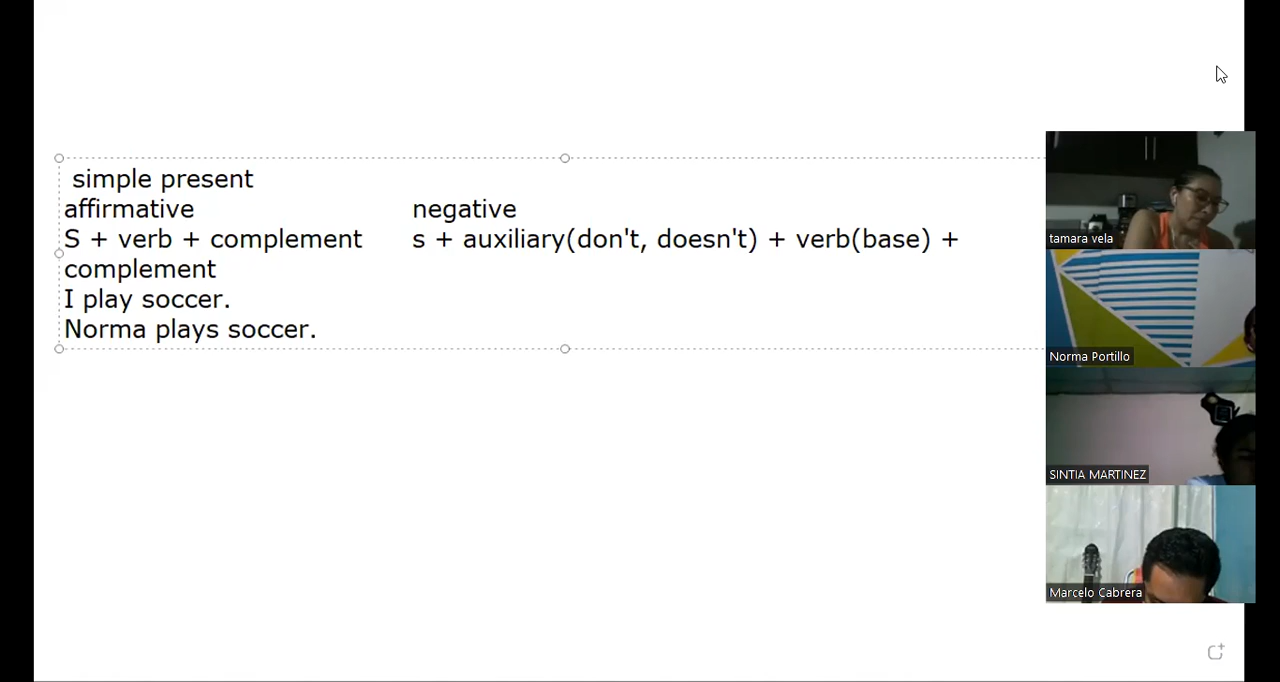 simple present
affirmative negative
S + verb + complement s + auxiliary(don't, doesn't) + verb(base) +
complement
I play soccer.
Norma plays soccer.
tamara vela
Norma Portillo
SINTIA MARTINEZ
Marcelo Cabrera